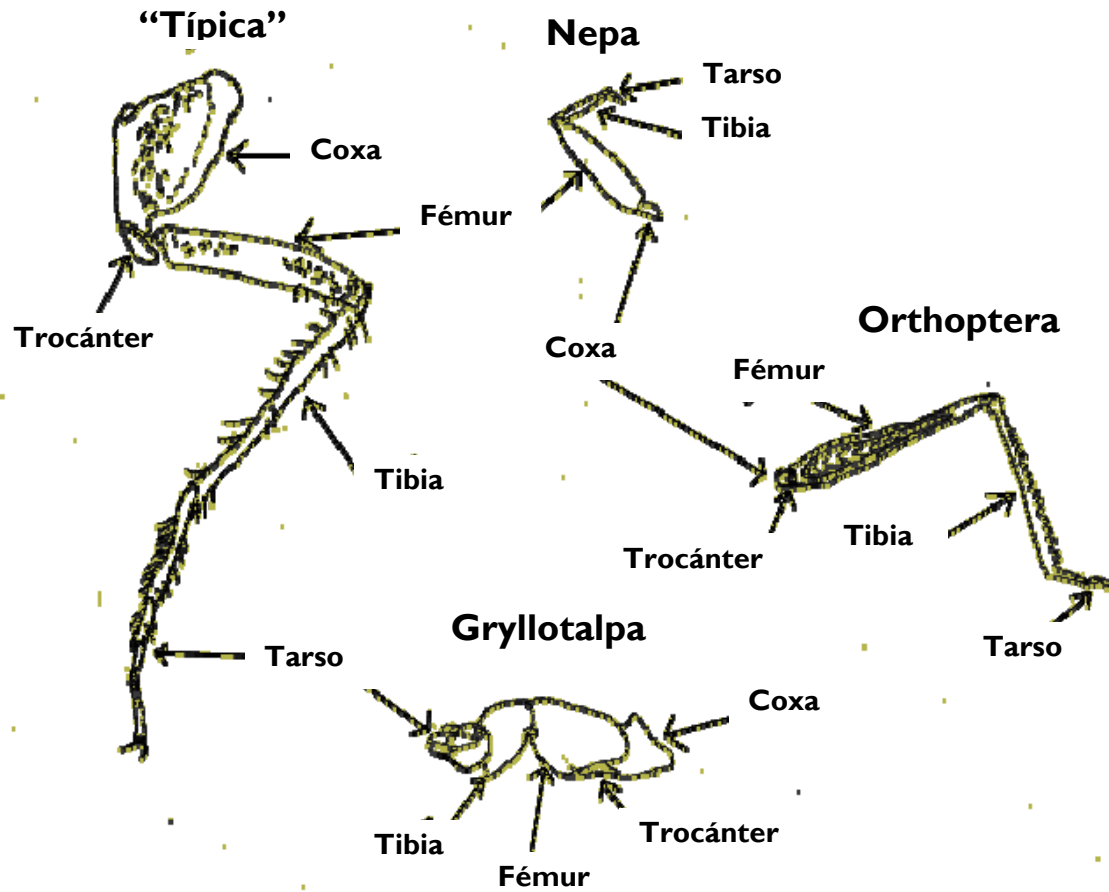 “Típica”
Nepa
Tarso
Tibia
Coxa
Fémur
Trocánter
Orthoptera
Coxa
Fémur
Tibia
Tibia
Trocánter
Gryllotalpa
Tarso
Tarso
Coxa
Tibia
Trocánter
Fémur